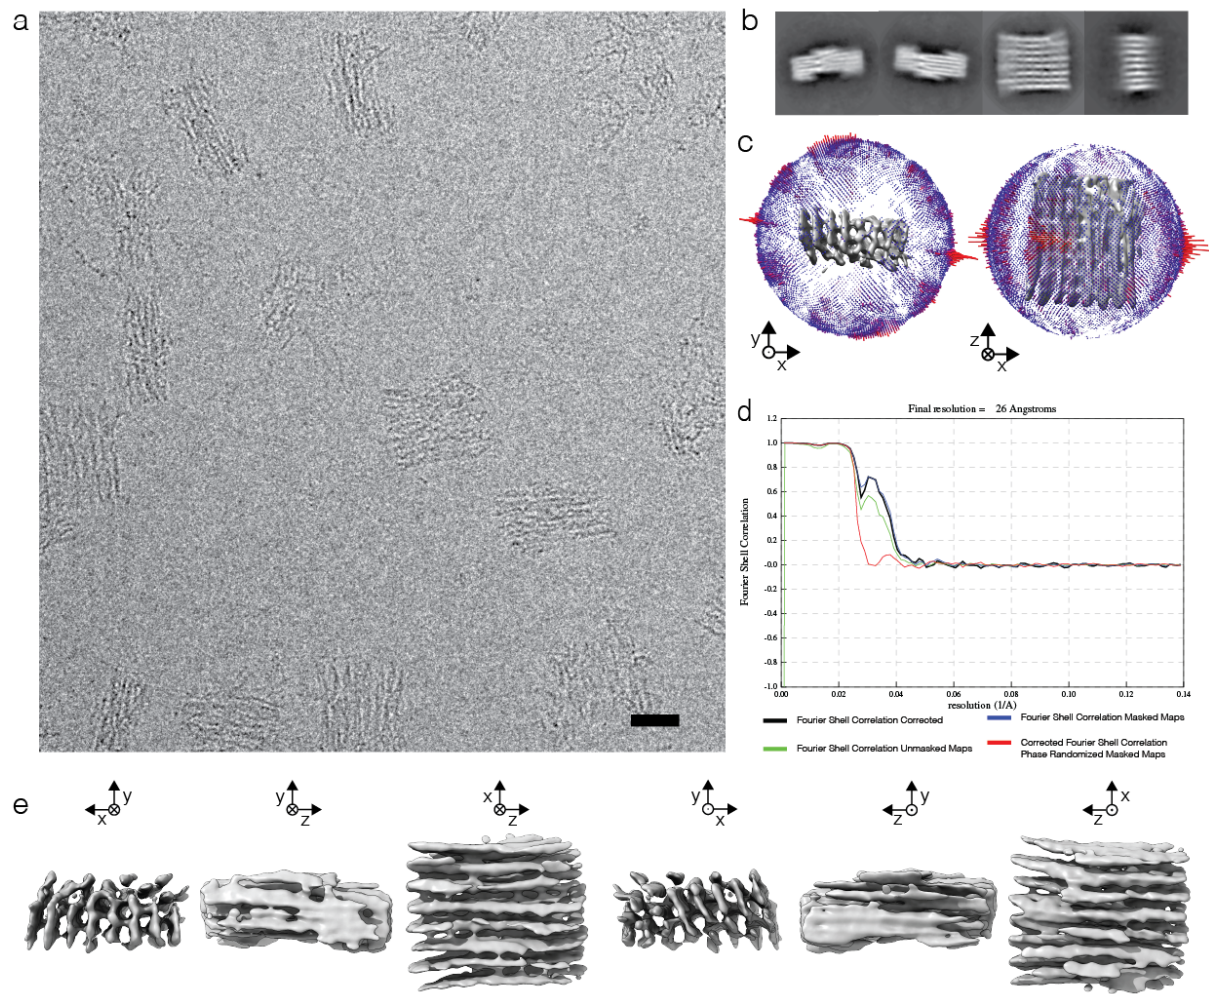 a
b
c
y
x
z
x
d
Final resolution = 26 Angstroms
1.2
1.0
0.8
0.6
0.4
0.2
-0.0
-0.2
-0.4
-0.6
-0.8
-1.0
Fourier Shell Correlation
0.00
0.02
0.04
0.06
0.08
0.10
0.12
0.14
resolution (1/A)
Fourier Shell Correlation Corrected
Fourier Shell Correlation Masked Maps
Fourier Shell Correlation Unmasked Maps
Corrected Fourier Shell Correlation
Phase Randomized Masked Maps
e
y
x
y
z
x
z
y
x
y
z
x
z